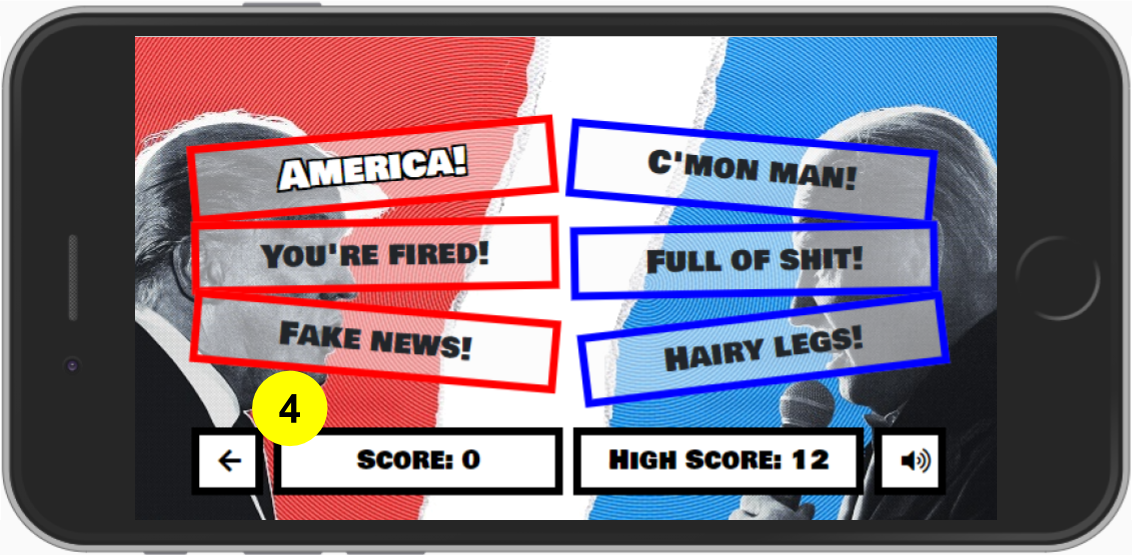 America!
C'mon man!
You're fired!
Full of shit!
Fake news!
Hairy legs!
4
Score: 0
High Score: 12